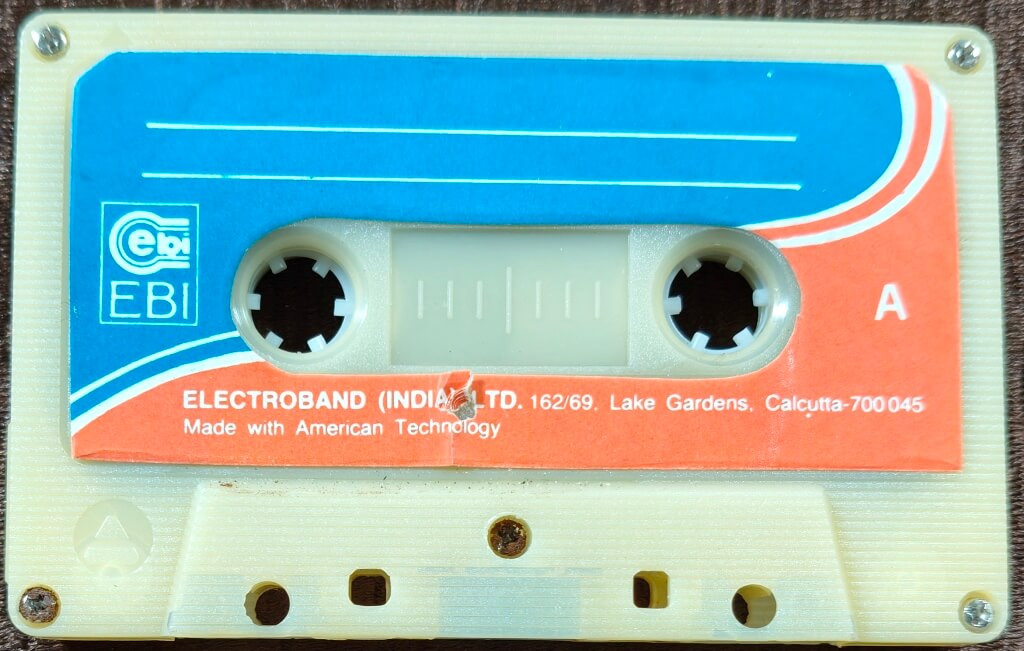 ebi
EBI
A
ELECTROBAND (INDIA) LTD. 162/69, Lake Gardens, Calcutta-700 045
Made with American Technology
A